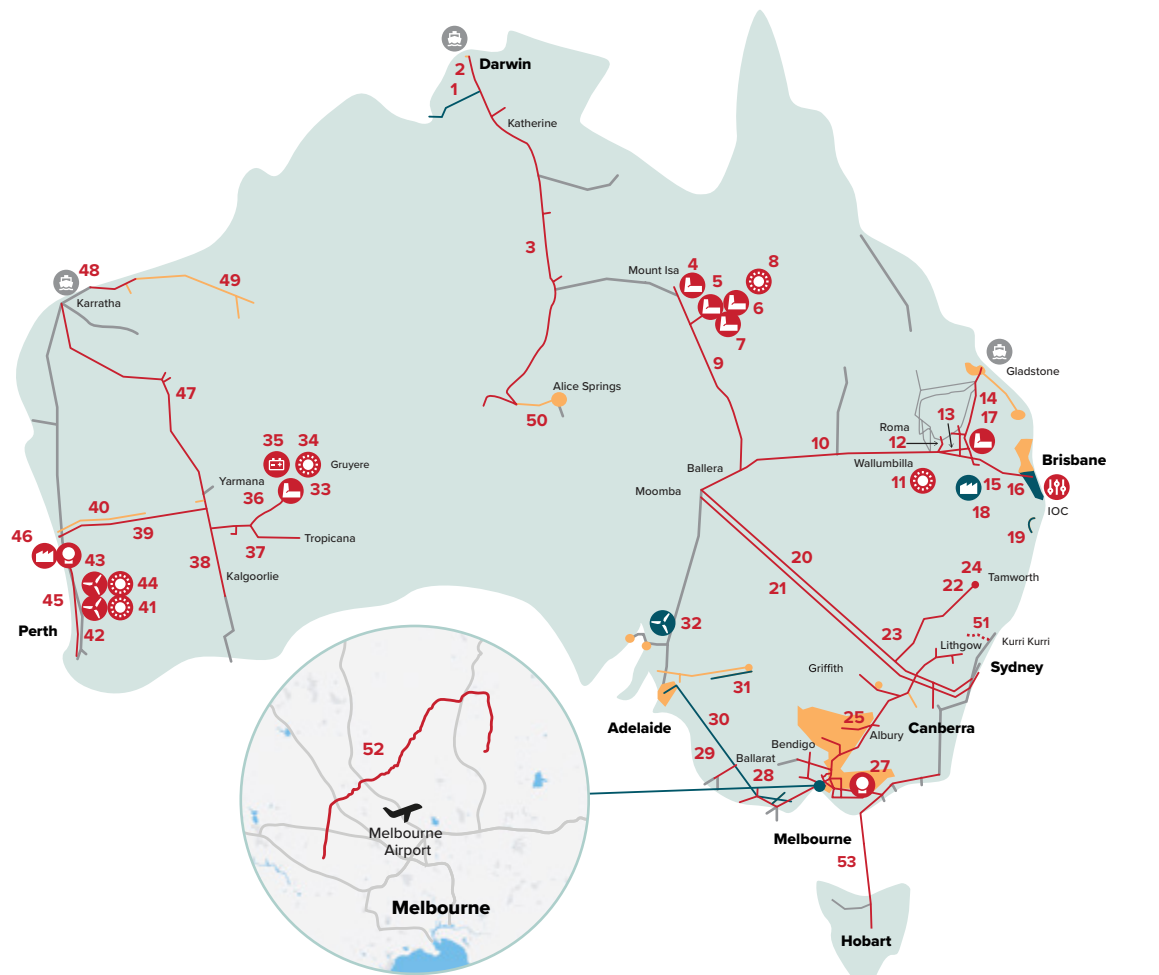 2
Darwin
1
Katherine
3
Mount Isa
4
5
8
6
7
9
48
49
Karratha
47
Alice Springs
50
Gladstone
14
13
17
Roma
12
10
Wallumbilla
11
15
16
18
Brisbane
IOC
19
Ballera
Moomba
35
34
Gruyere
Yarmana
36
33
40
39
37
Tropicana
38
Kalgoorlie
46
43
44
45
41
Perth
42
20
21
24
22
Tamworth
23
51
Kurri Kurri
Lithgow
Sydney
Griffith
32
31
Adelaide
30
29
25
Albury
Canberra
Bendigo
Ballarat
28
27
Melbourne
53
Hobart
52
Melbourne
Airport
Melbourne